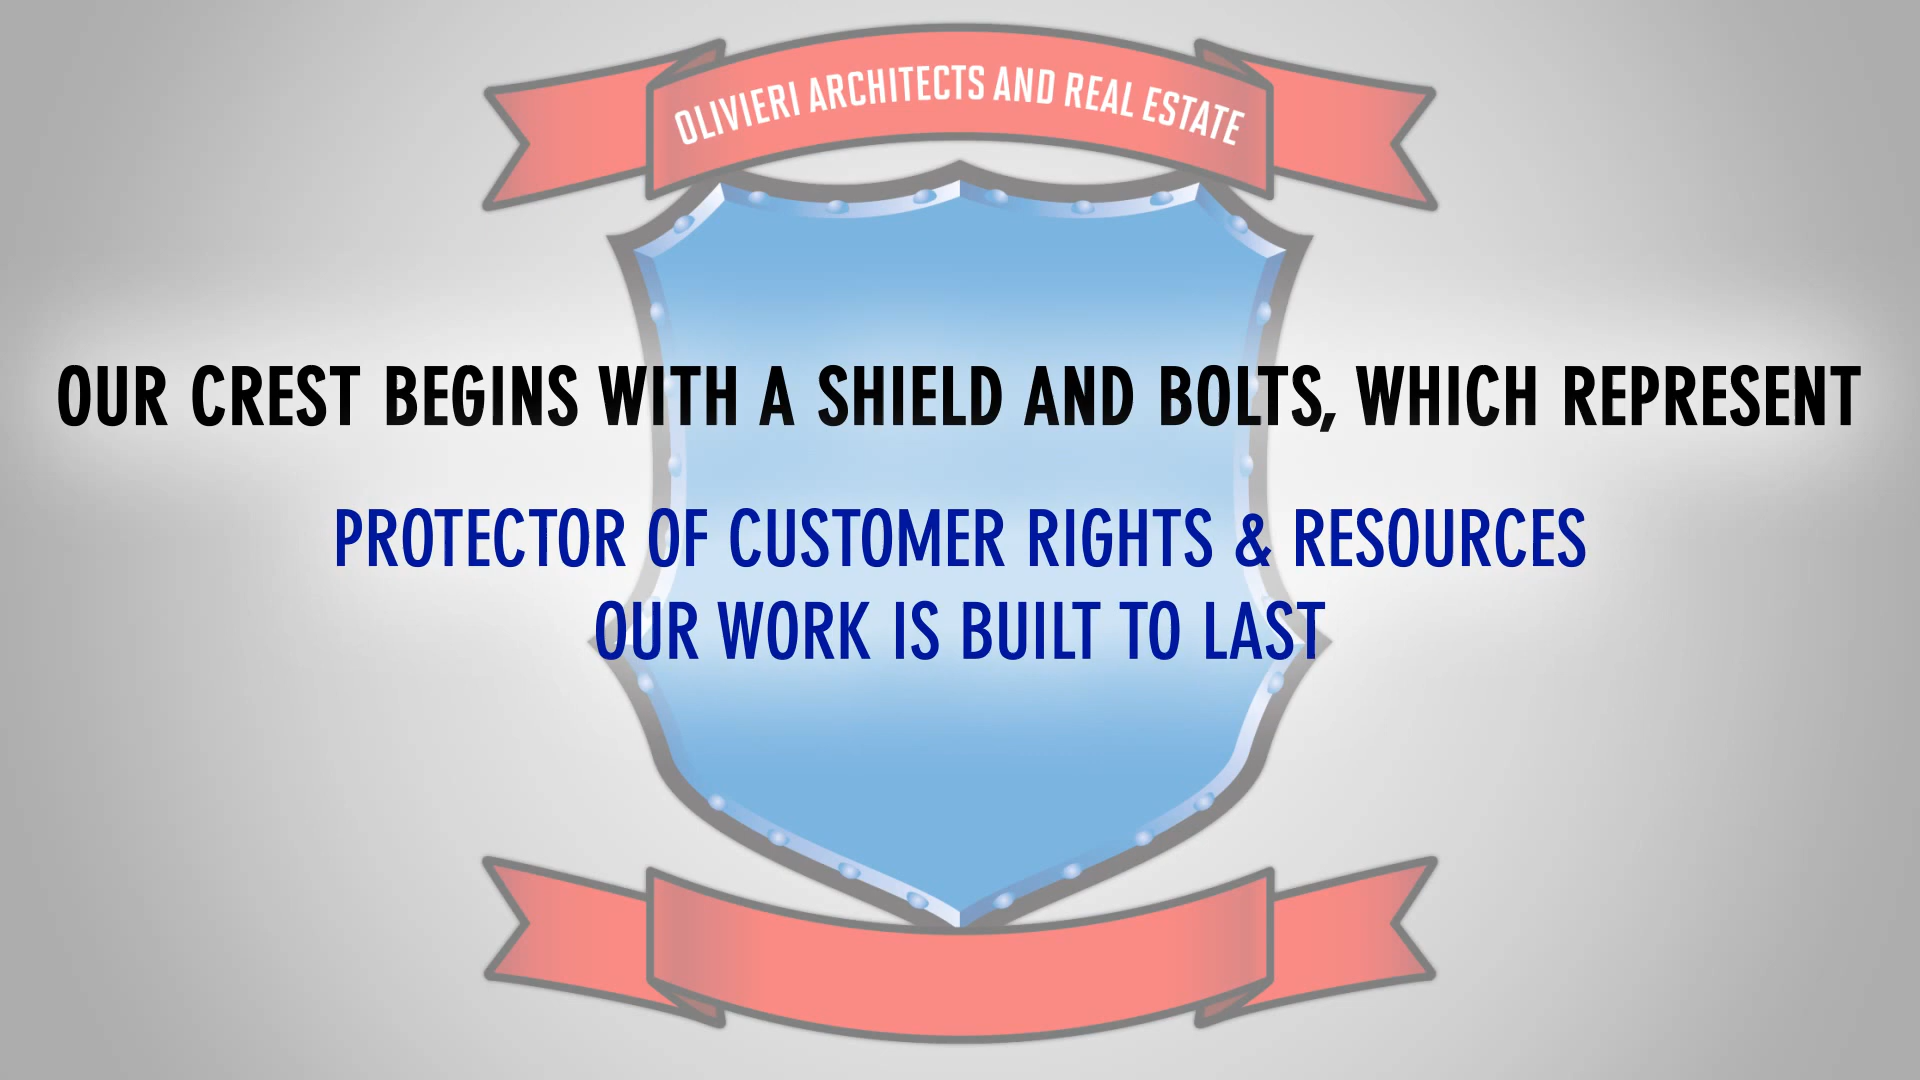 OLIVIERI ARCHITECTS AND REAL ESTATE
OUR CREST BEGINS WITH A SHIELD AND BOLTS, WHICH REPRESENT
PROTECTOR OF CUSTOMER RIGHTS & RESOURCES
OUR WORK IS BUILT TO LAST